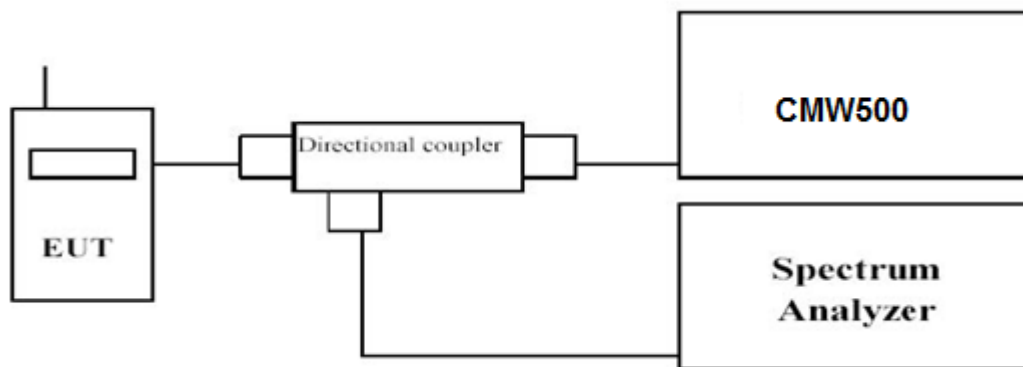 CMW500
Directional coupler
EUT
Spectrum
Analyzer